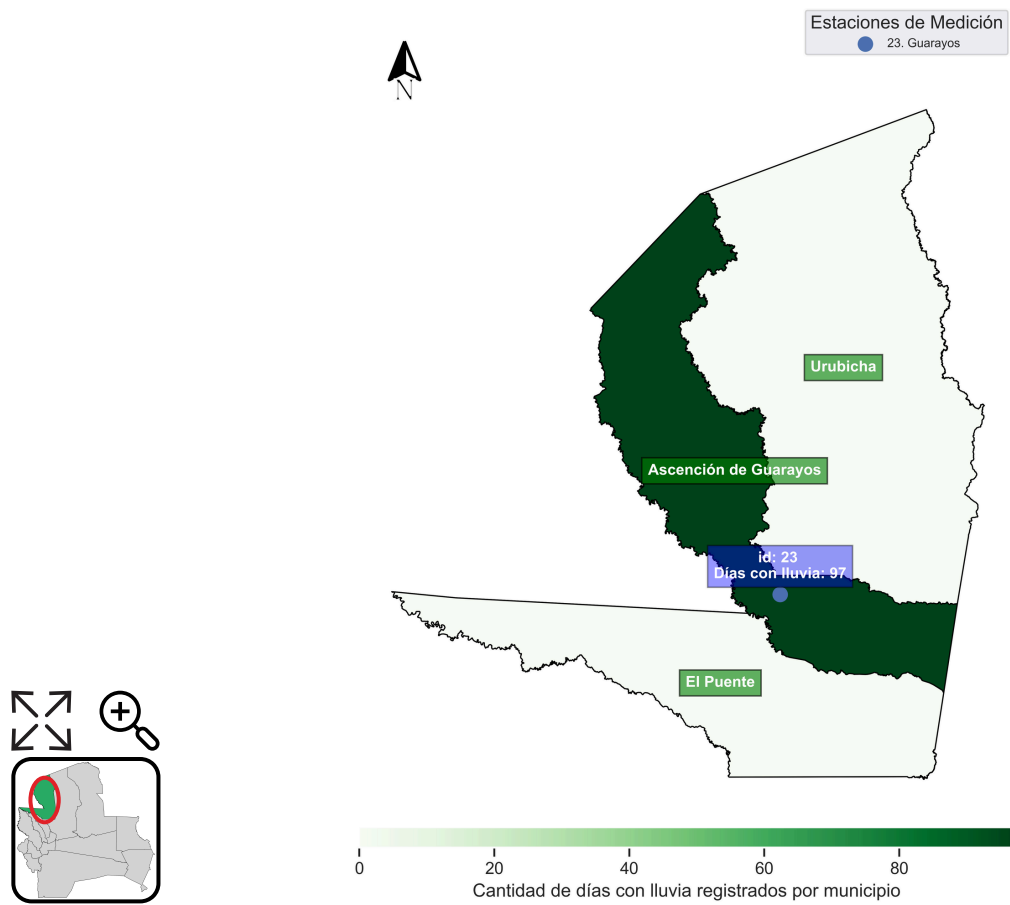 Estaciones de Medición
23. Guarayos
N
Urubicha
Ascención de Guarayos
id: 23
Días con lluvia: 97
El Puente
0 20 40 60 80
Cantidad de días con lluvia registrados por municipio